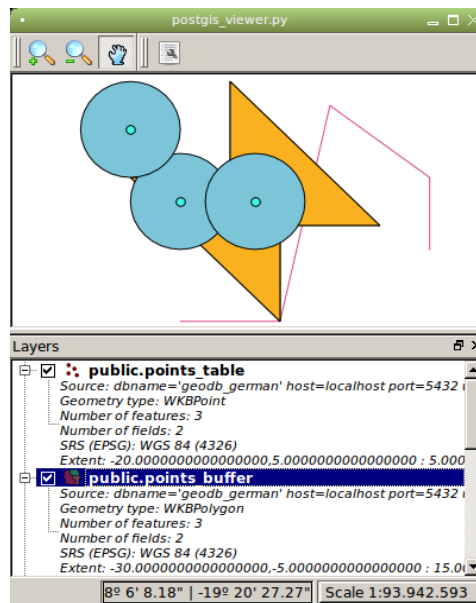 postgis_viewer.py
Layers
public.points_table
Source: dbname='geodb_german' host=localhost port=5432
Geometry type: WKBPoint
Number of features: 3
Number of fields: 2
SRS (EPSG): WGS 84 (4326)
Extent: -20.0000000000000000,5.0000000000000000 : 5.000
public.points_buffer
Source: dbname='geodb_german' host=localhost port=5432
Geometry type: WKBPolygon
Number of features: 3
Number of fields: 2
SRS (EPSG): WGS 84 (4326)
Extent: -30.0000000000000000,-5.0000000000000000 : 15.0
8º 6' 8.18" | -19º 20' 27.27"
Scale 1:93.942.593